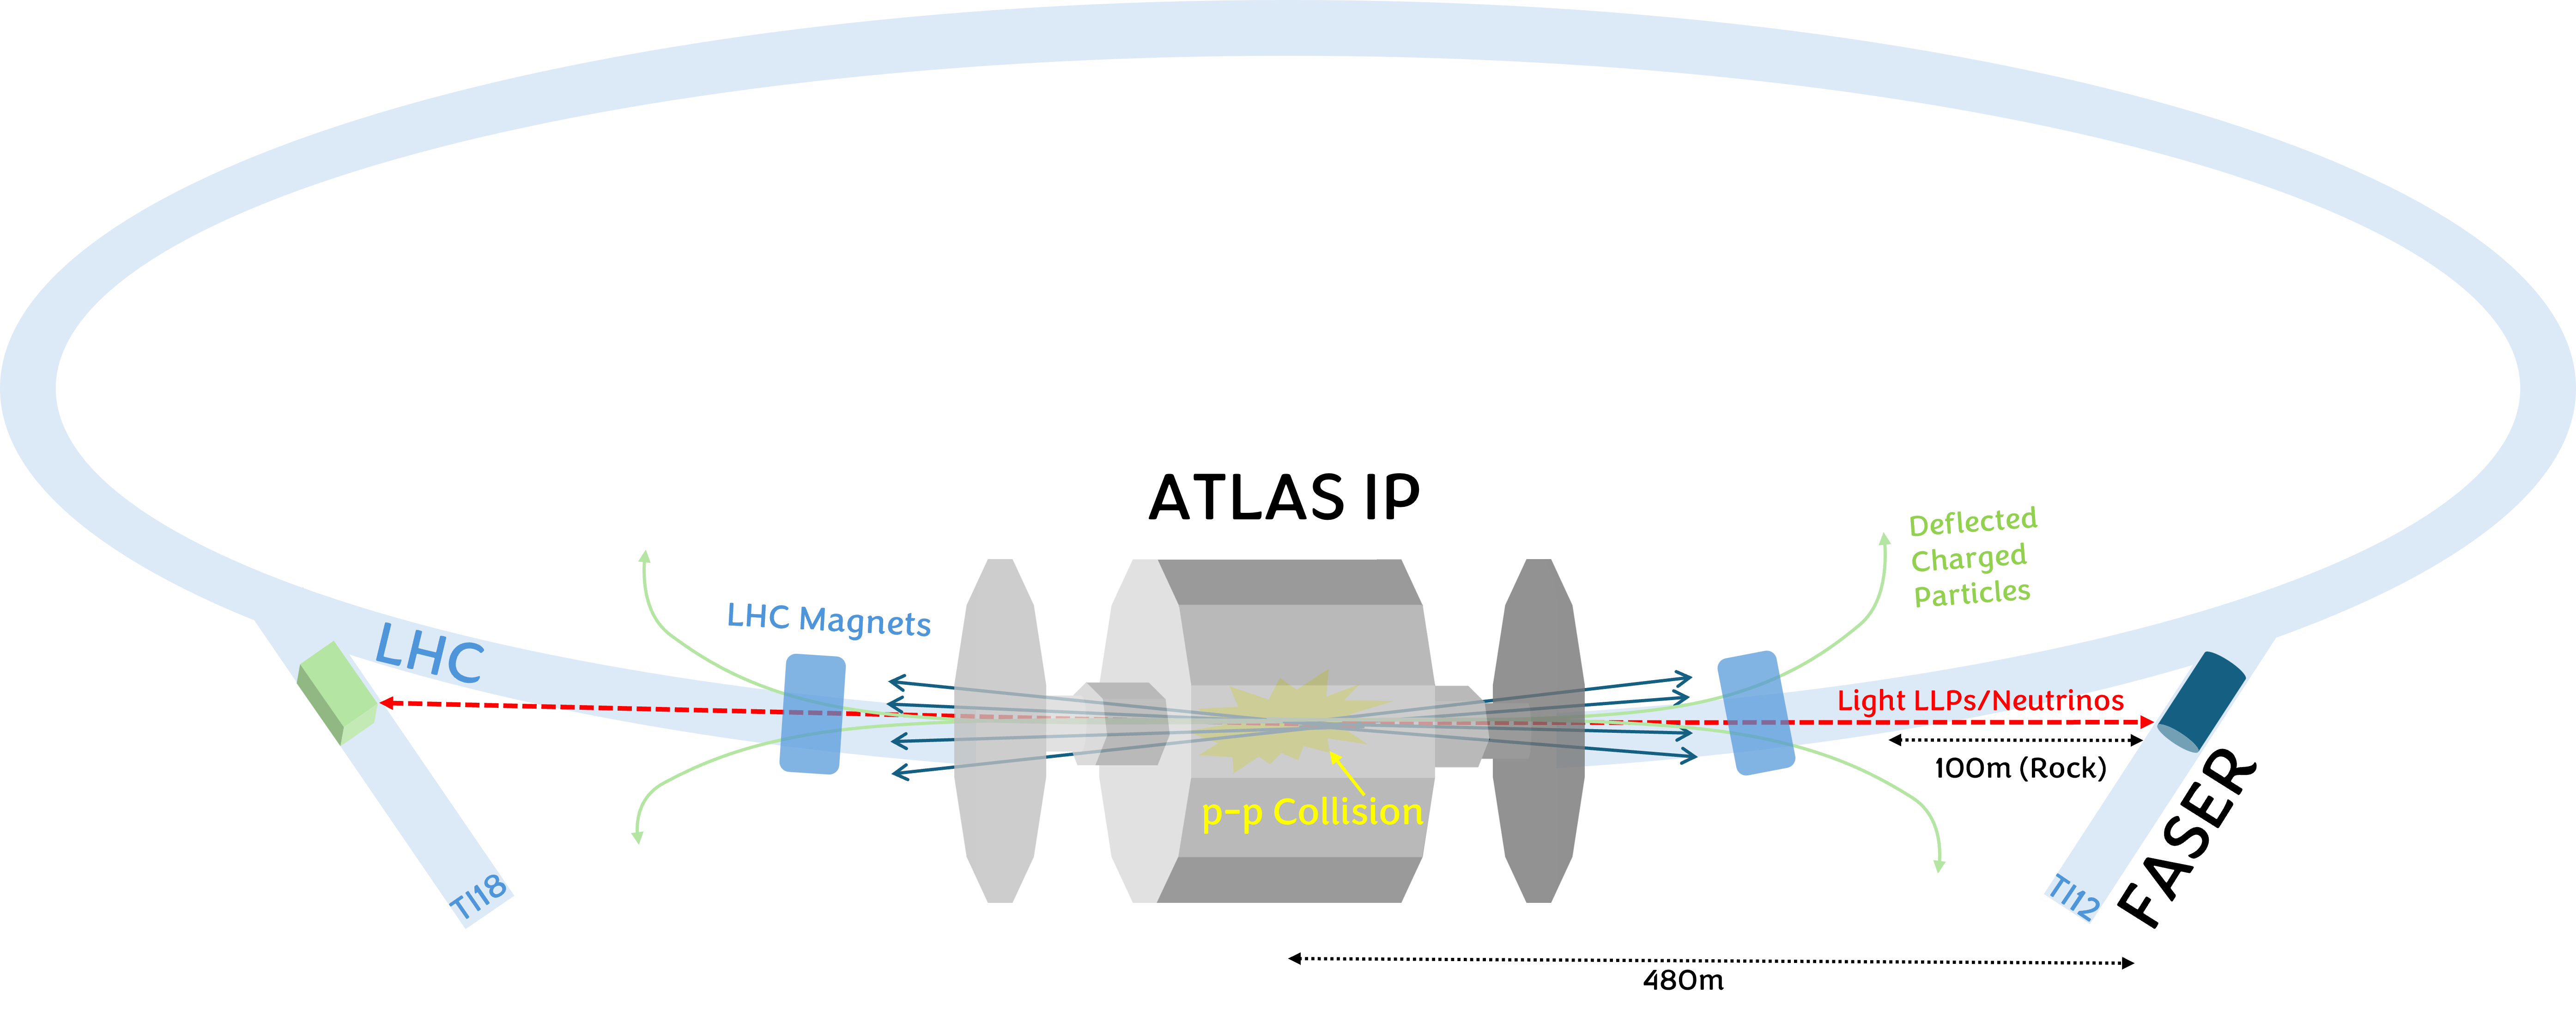 ATLAS IP
Deflected
Charged
Particles
LHC Magnets
LHC
Light LLPs/Neutrinos
100m (Rock)
p-p Collision
FASER
TI18
TI12
480m